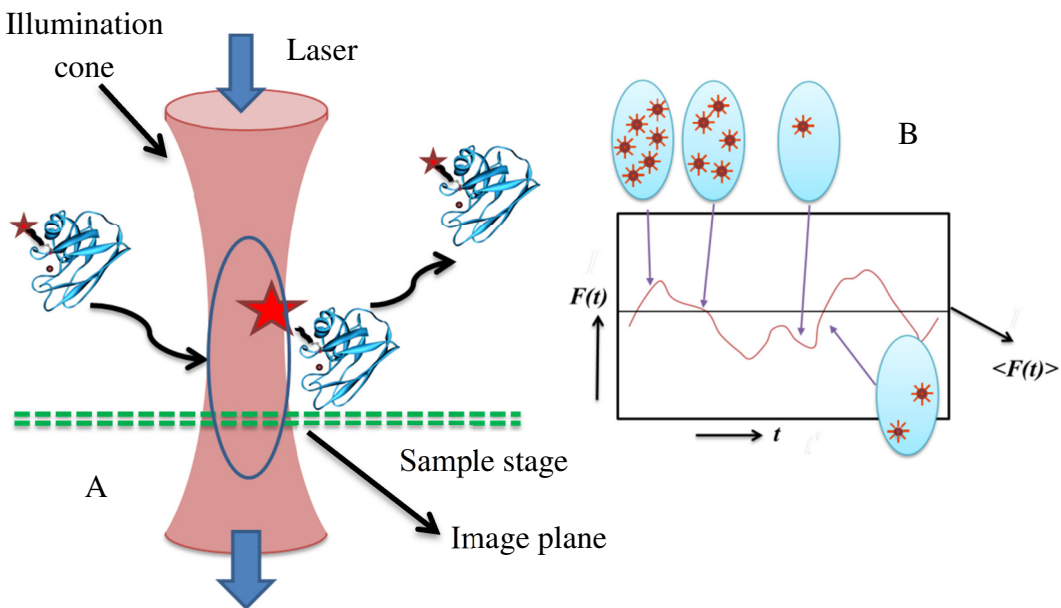 Illumination
cone
Laser
A
Sample stage
Image plane
B
F(t)
<F(t)>
t